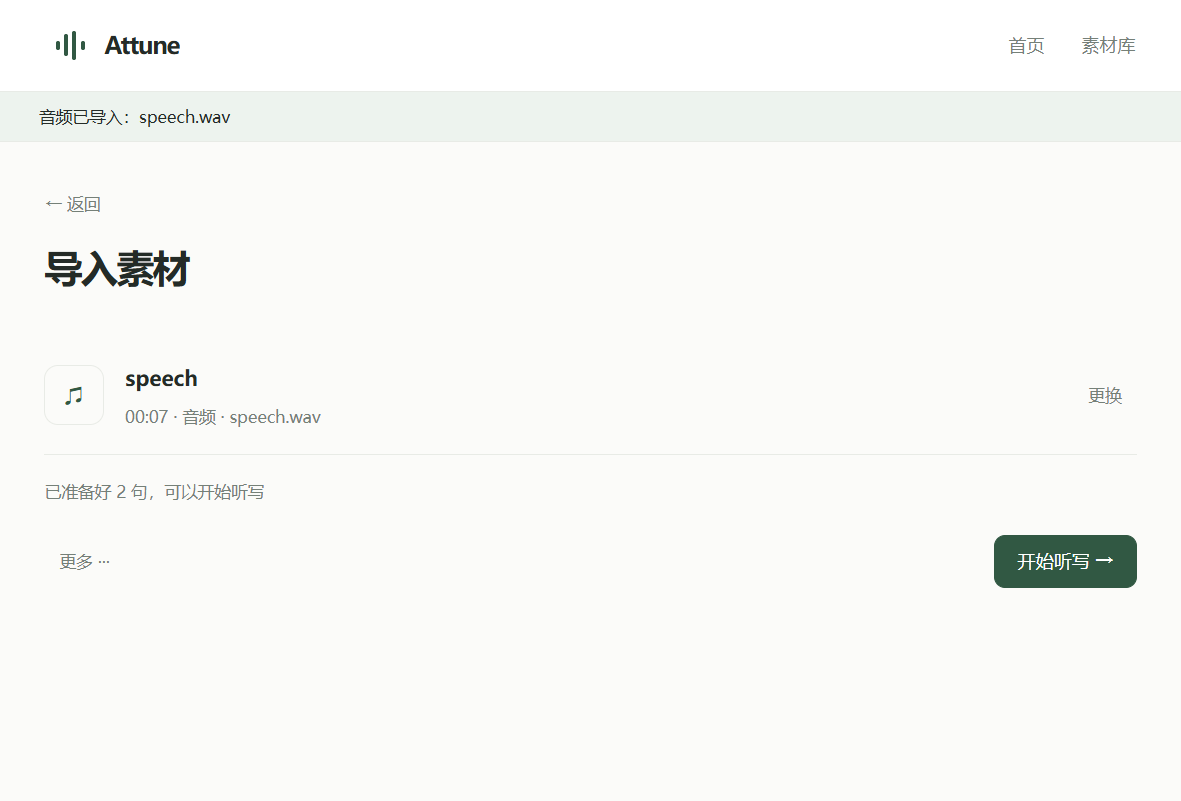 Attune
首页
素材库
音频已导入：speech.wav
← 返回
导入素材
speech
00:07 · 音频 · speech.wav
更换
已准备好 2 句，可以开始听写
更多 ···
开始听写 →